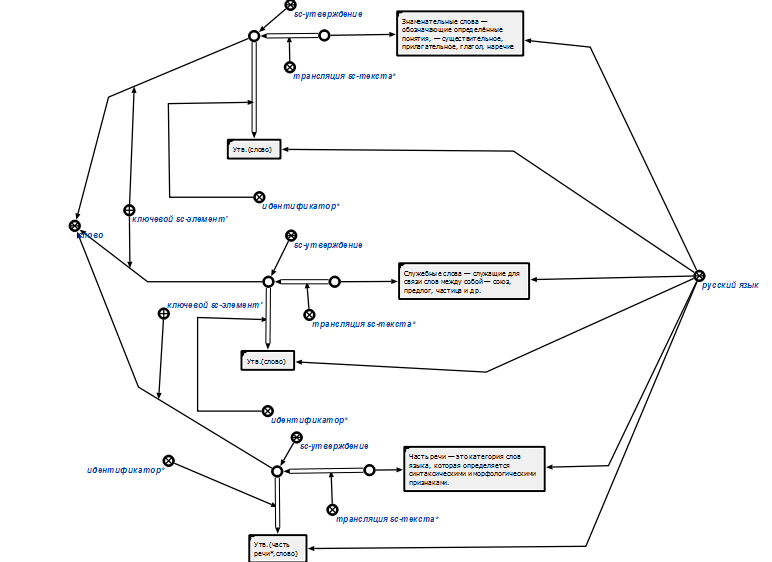 sc-утверждение
Знаменательные слова —
обозначающие определённые
понятия, — существительное,
прилагательное, глагол, наречие.
трансляция sc-текста*
Утв.(слово)
идентификатор*
ключевой sc-элемент'
слово
sc-утверждение
Служебные слова — служащие для
связи слов между собой — союз,
предлог, частица и др.
русский язык
ключевой sc-элемент'
трансляция sc-текста*
Утв.(слово)
идентификатор*
sc-утверждение
идентификатор*
Часть речи — это категория слов
языка, которая определяется
синтаксическими и морфологическими
признаками.
трансляция sc-текста*
Утв.(часть
речи*,слово)